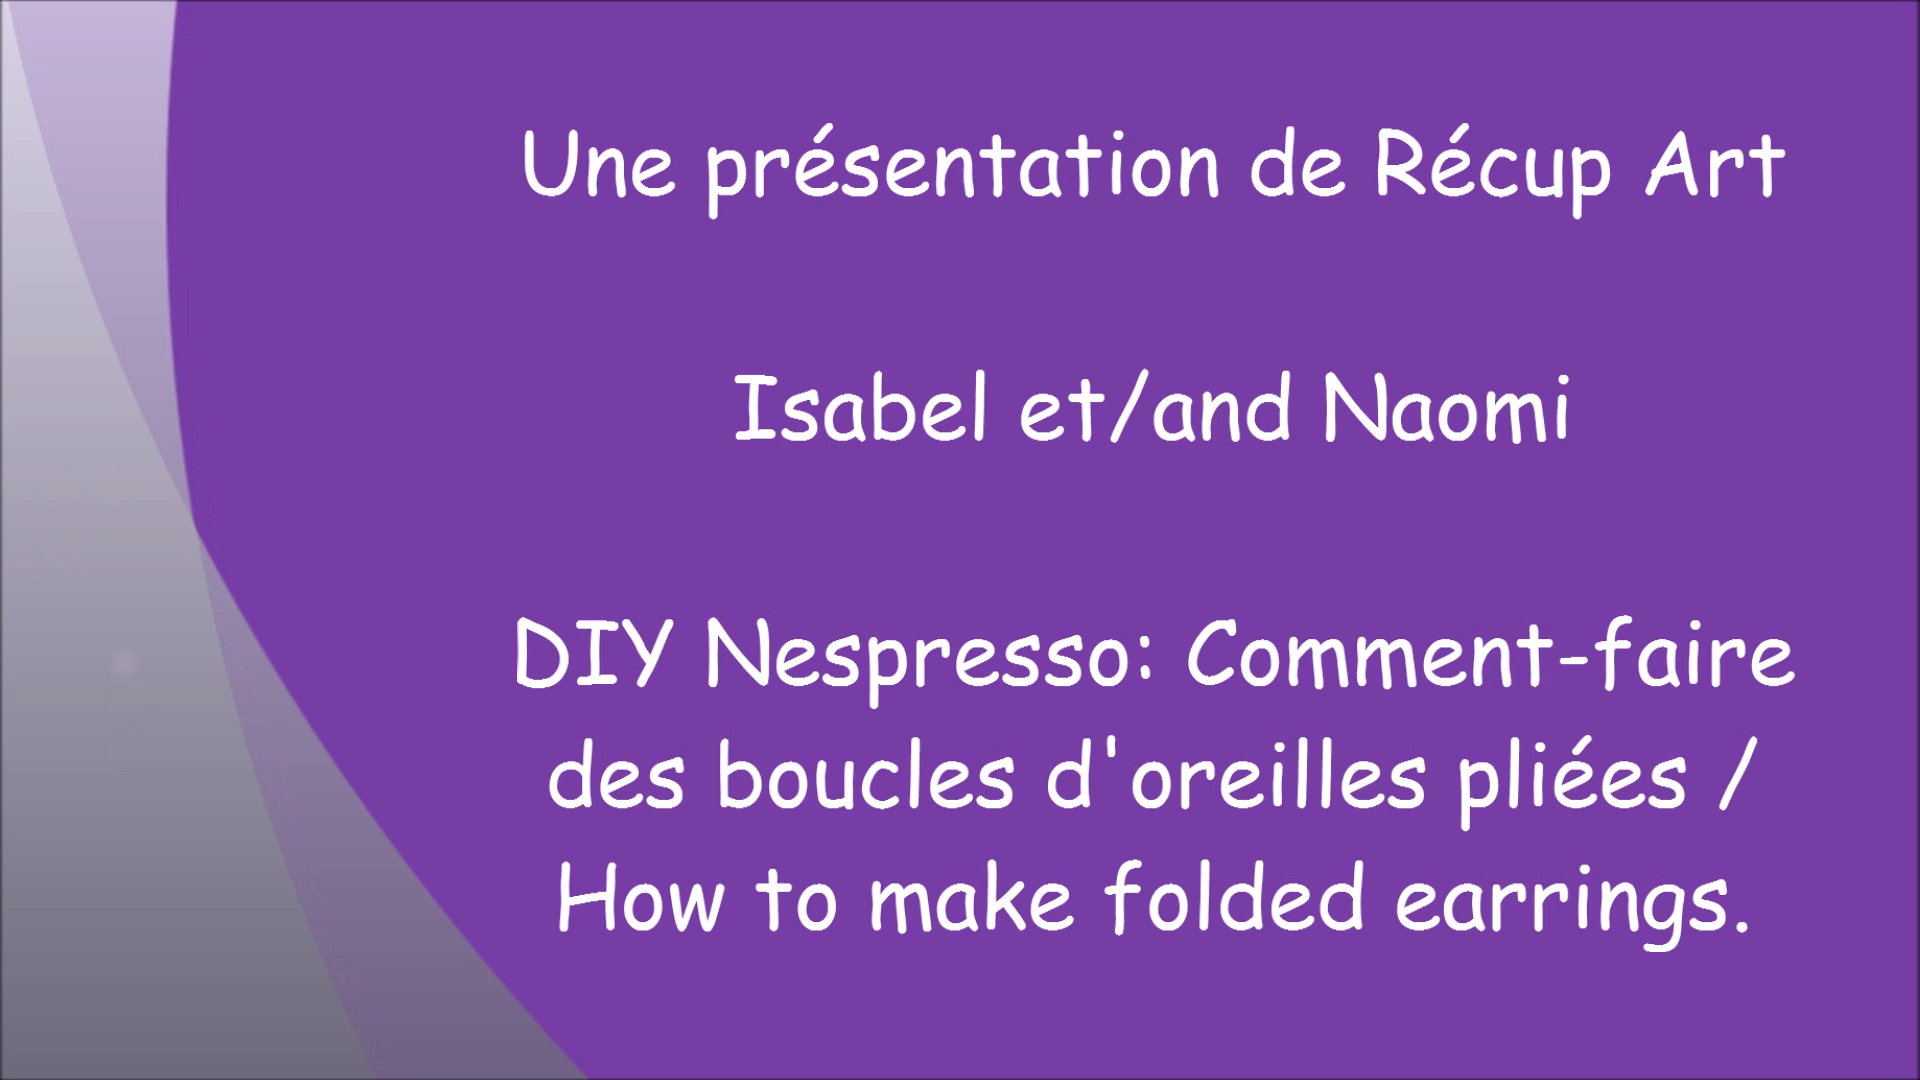 Une présentation de Récup Art
Isabel et/and Naomi
DIY Nespresso: Comment-faire
des boucles d'oreilles pliées /
How to make folded earrings.